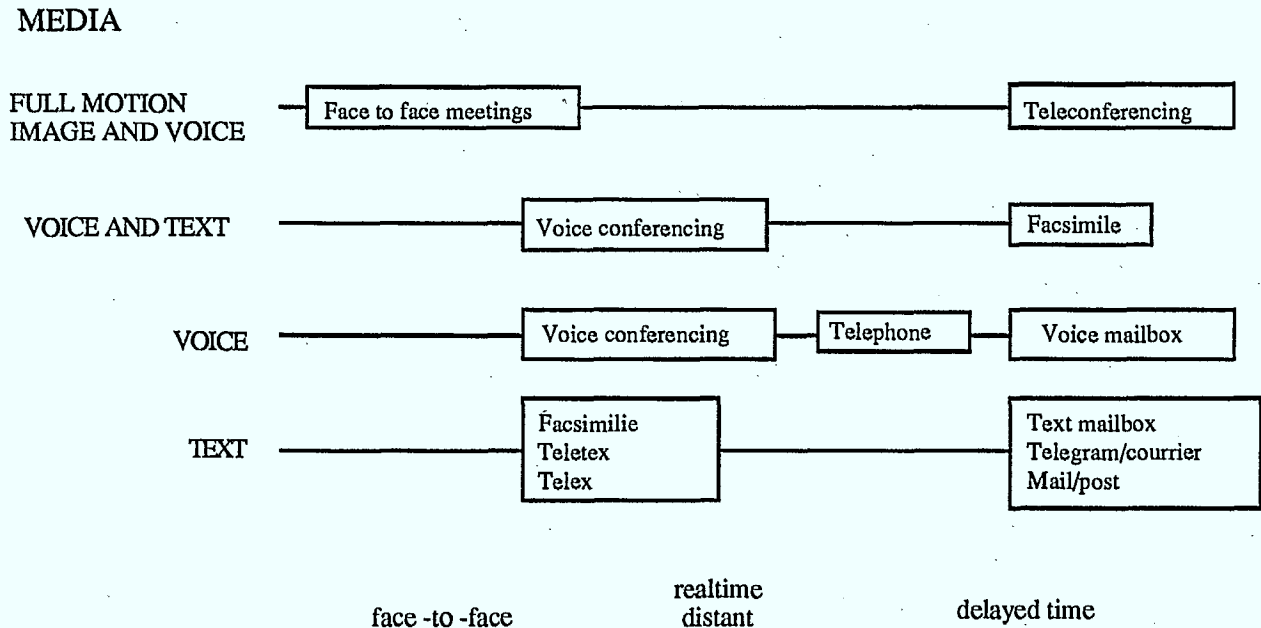 MEDIA
FULL MOTION
IMAGE AND VOICE
Face to face meetings
Teleconferencing
VOICE AND TEXT
Voice conferencing
Facsimile
VOICE
Voice conferencing
Telephone
Voice mailbox
TEXT
Facsimilie
Teletex
Telex
Text mailbox
Telegram/courrier
Mail/post
face -to -face
realtime
distant
delayed time